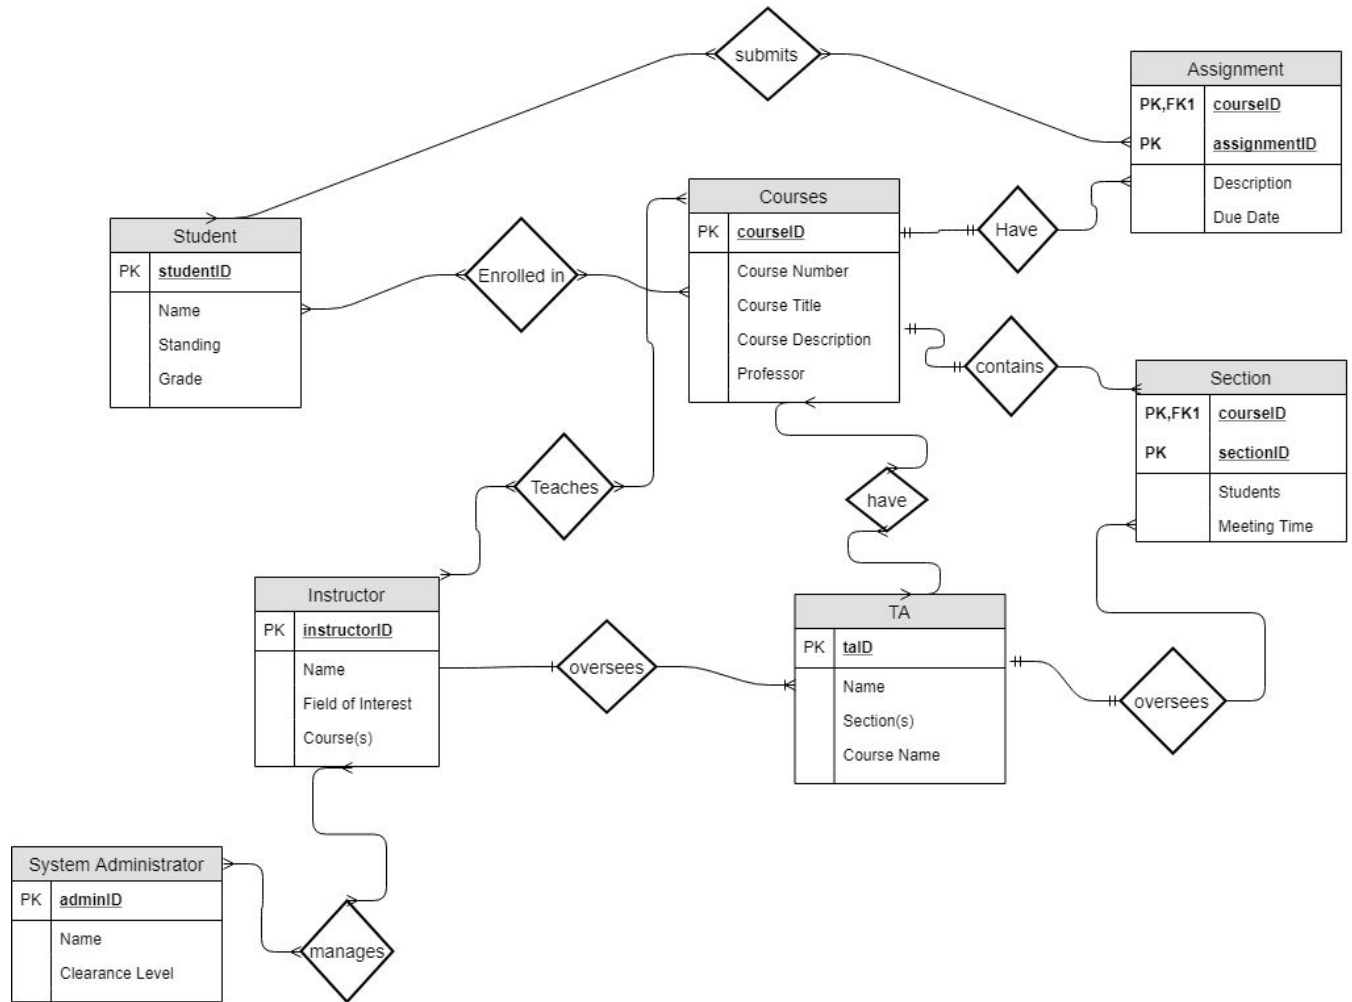 submits
Assignment
PK,FK1 courseID
PK assignmentID
Description
Due Date
Courses
PK courseID
Course Number
Course Title
Course Description
Professor
Have
Student
PK studentID
Name
Standing
Grade
Enrolled in
contains
Section
PK,FK1 courseID
PK sectionID
Students
Meeting Time
Teaches
have
Instructor
PK instructorID
Name
Field of Interest
Course(s)
oversees
TA
PK taID
Name
Section(s)
Course Name
oversees
System Administrator
PK adminID
Name
Clearance Level
manages